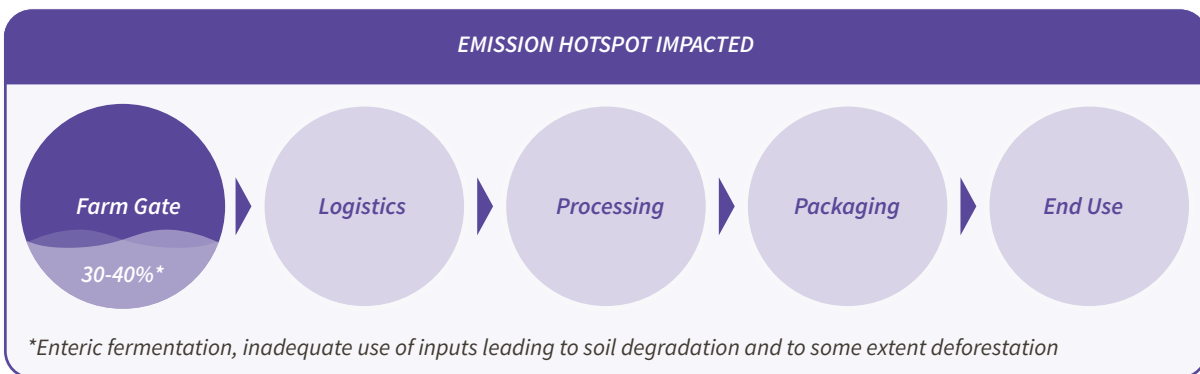 EMISSION HOTSPOT IMPACTED
Farm Gate
30-40%*
Logistics
Processing
Packaging
End Use
*Enteric fermentation, inadequate use of inputs leading to soil degradation and to some extent deforestation